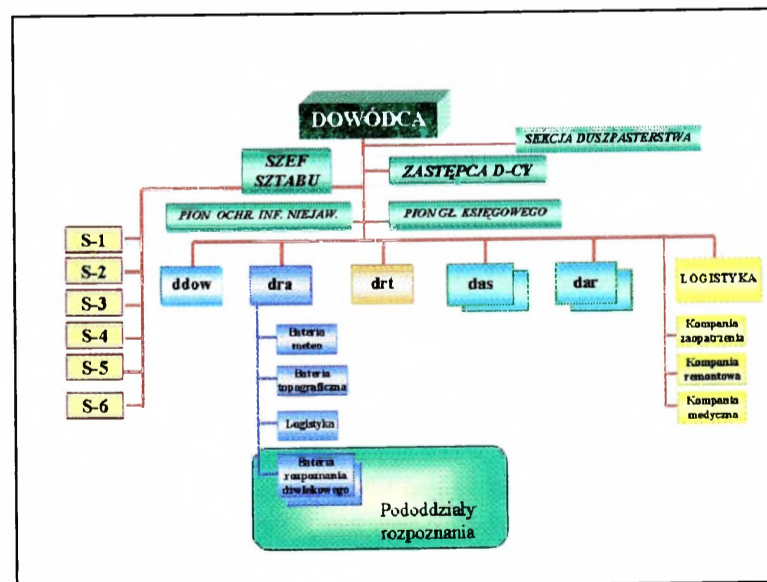 DOWÓDCA
SEKCJA DUSZPASTERSTWA
SZEF
SZTABU
ZASTĘPCA D-CY
PION OCHR. INF. NIEJAW.
PION GŁ. KSIĘGOWEGO
S-1
S-2
S-3
S-4
S-5
S-6
ddow
dra
drt
das
dar
LOGISTYKA
Bateria
meteo
Bateria
topograficzna
Logistyka
Bateria
rozpoznania
dźwiekowego
Kompania
zaopatrzenia
Kompania
remontowa
Kompania
medyczna
Pododdziały
rozpoznania